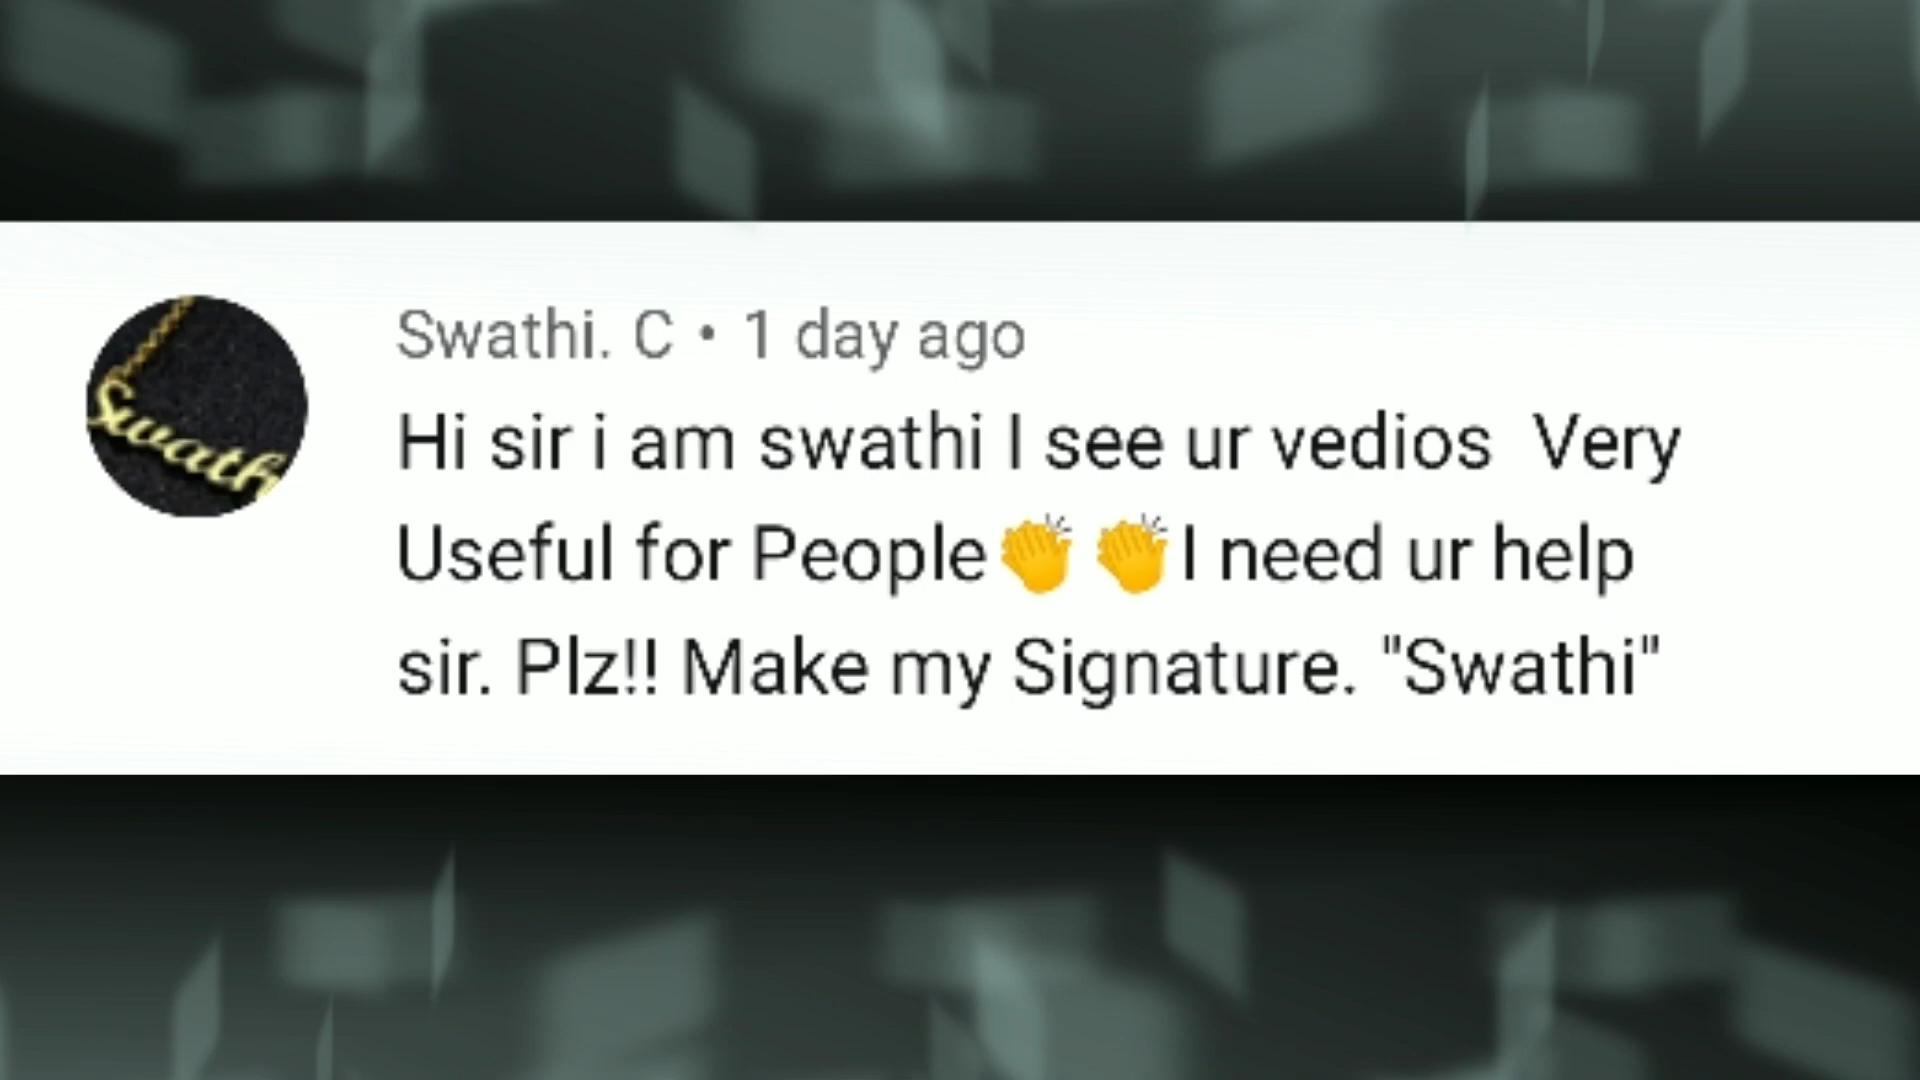 Swathi. C • 1 day ago
Swath
Hi sir i am swathi I see ur vedios  Very
Useful for People👏 👏I need ur help
sir. Plz!! Make my Signature. "Swathi"